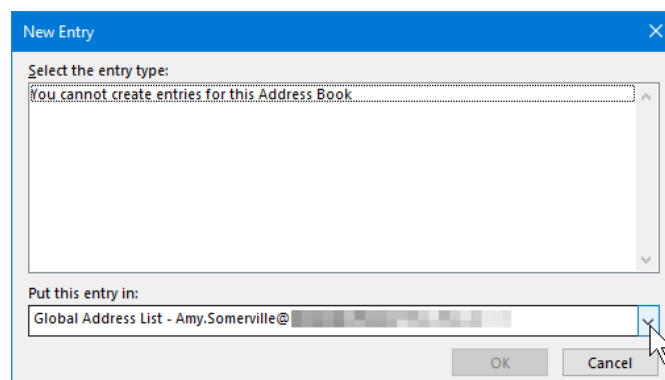 New Entry
Select the entry type:
You cannot create entries for this Address Book
Put this entry in:
Global Address List - Amy.Somerville@
OK
Cancel